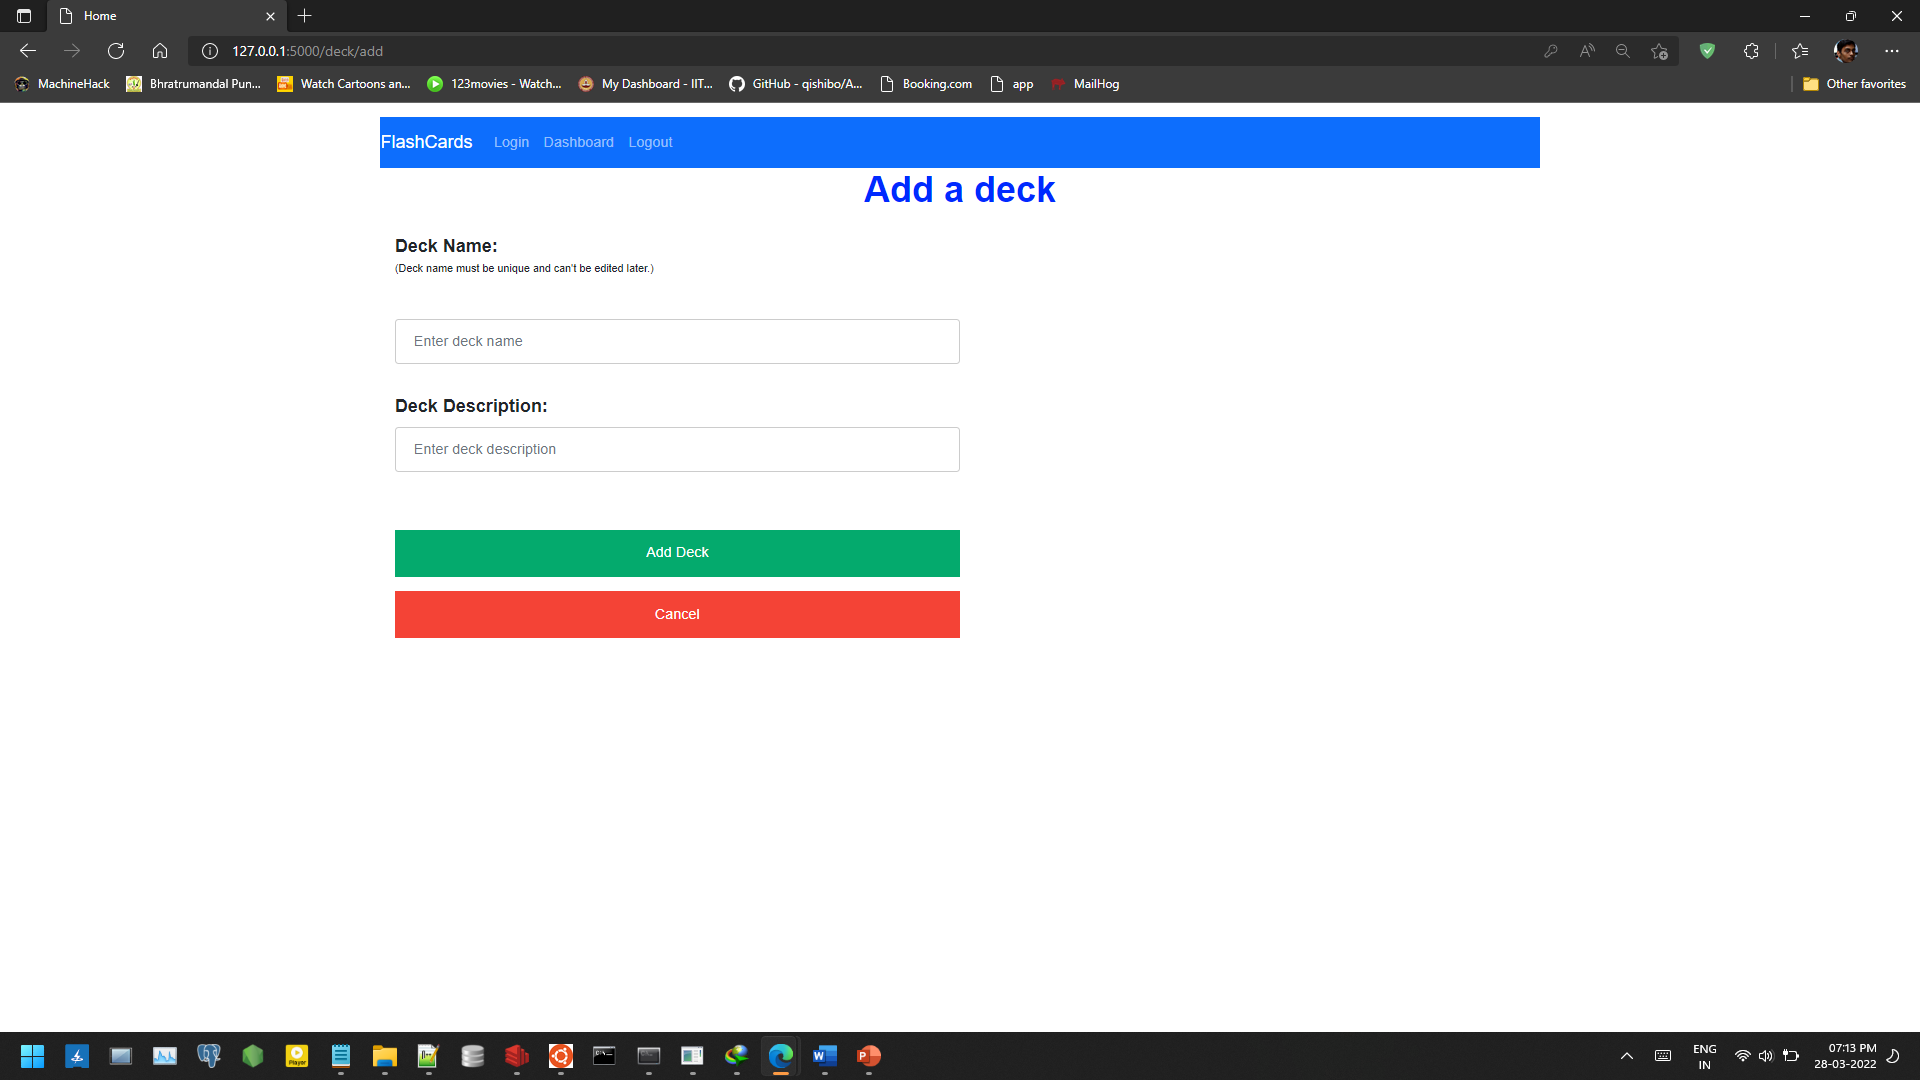 Home
127.0.0.1:5000/deck/add
MachineHack
Bhratrumandal Pun...
Watch Cartoons an...
123movies - Watch...
My Dashboard - IIT...
GitHub - qishibo/A...
Booking.com
app
MailHog
Other favorites
FlashCards Login Dashboard Logout
Add a deck
Deck Name:
(Deck name must be unique and can't be edited later.)
Enter deck name
Deck Description:
Enter deck description
Add Deck
Cancel
ENG
IN
07:13 PM
28-03-2022